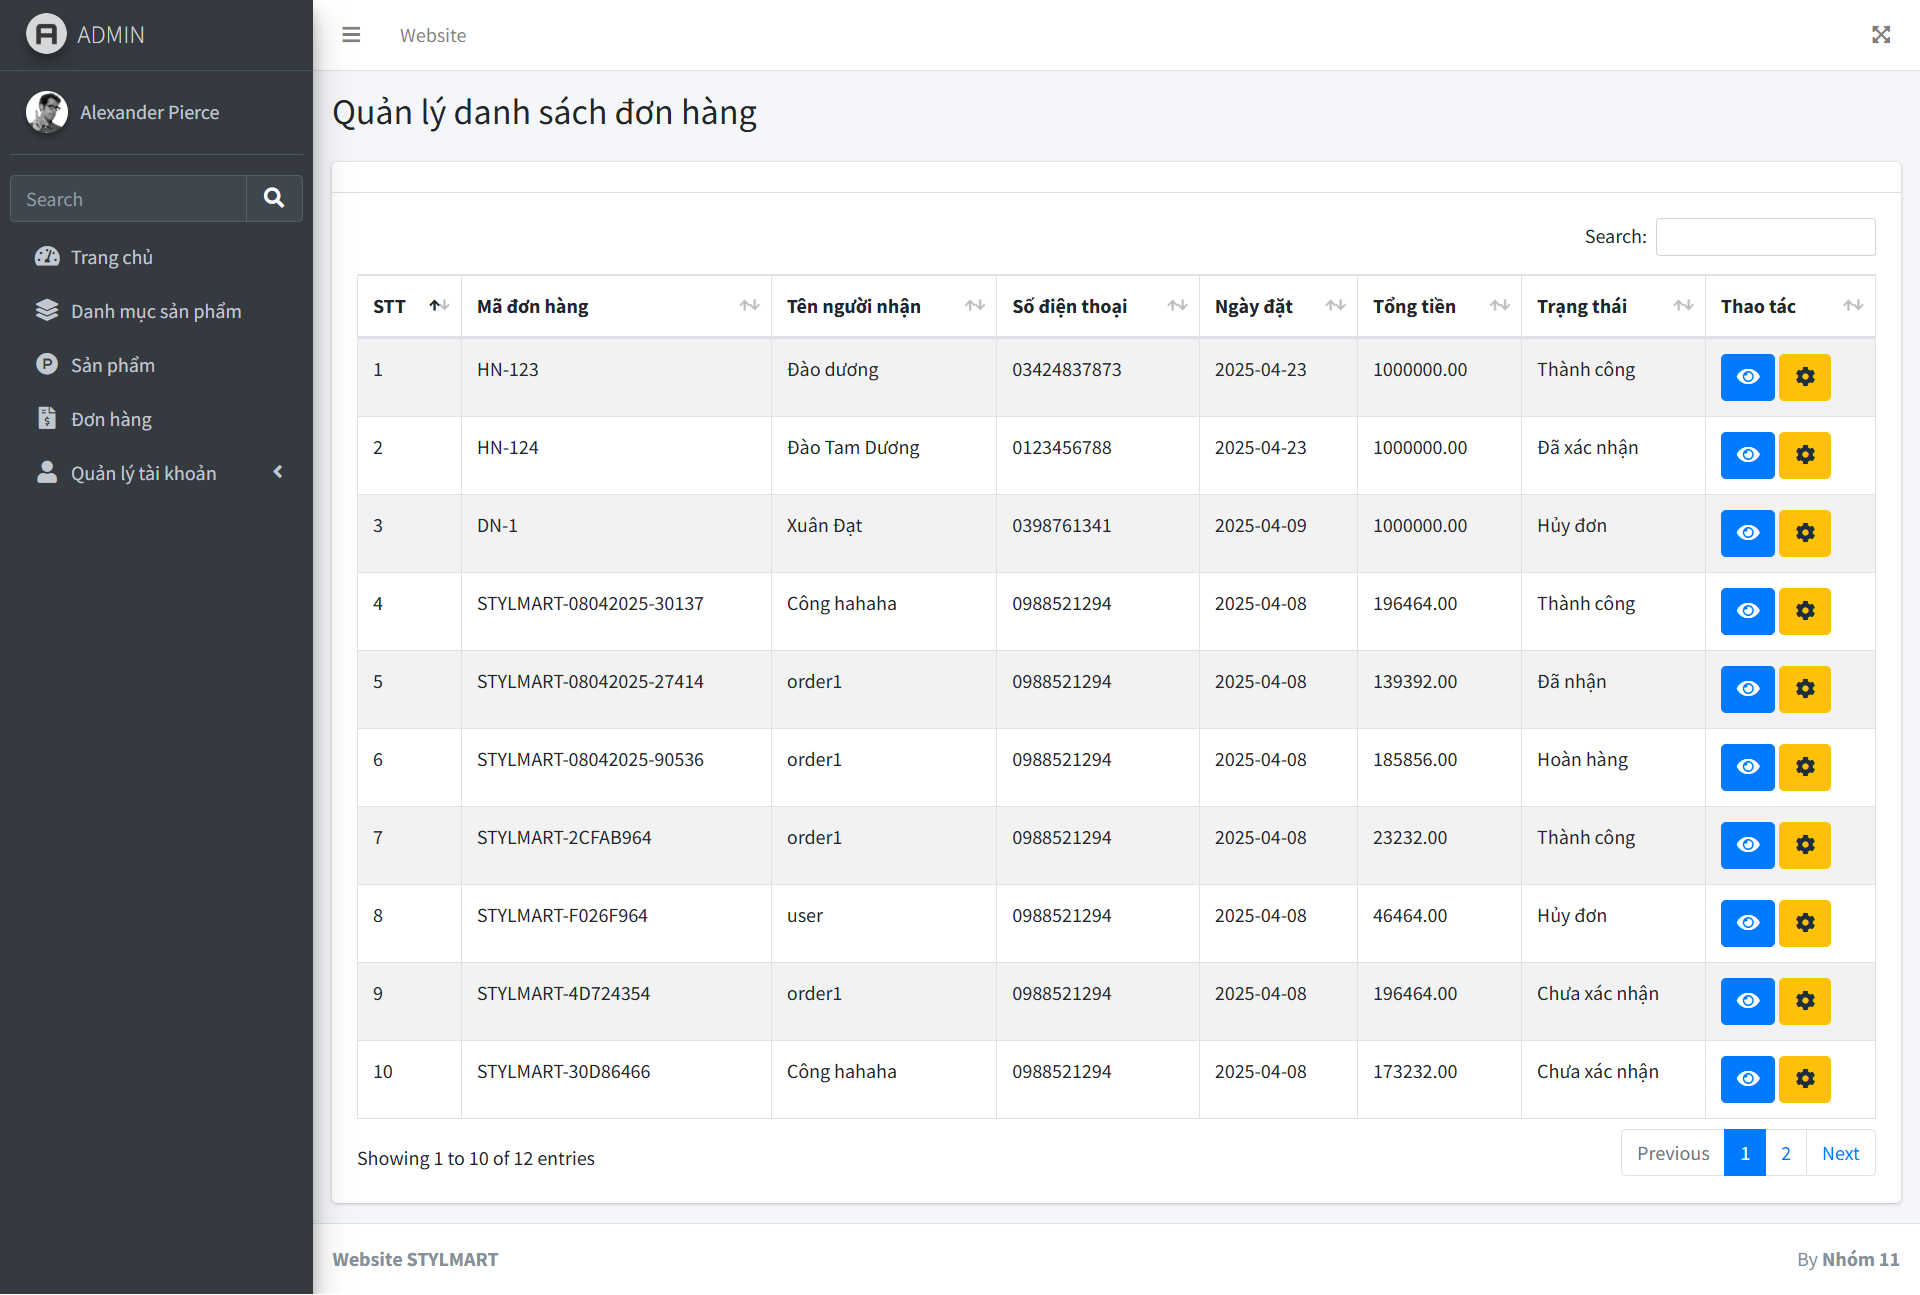 ADMIN
Website
Alexander Pierce
Search
Trang chủ
Danh mục sản phẩm
Sản phẩm
Đơn hàng
Quản lý tài khoản
Quản lý danh sách đơn hàng
Search:
STT Mã đơn hàng Tên người nhận Số điện thoại Ngày đặt Tổng tiền Trạng thái Thao tác
1 HN-123 Đào dương 03424837873 2025-04-23 1000000.00 Thành công
2 HN-124 Đào Tam Dương 0123456788 2025-04-23 1000000.00 Đã xác nhận
3 DN-1 Xuân Đạt 0398761341 2025-04-09 1000000.00 Hủy đơn
4 STYLMART-08042025-30137 Công hahaha 0988521294 2025-04-08 196464.00 Thành công
5 STYLMART-08042025-27414 order1 0988521294 2025-04-08 139392.00 Đã nhận
6 STYLMART-08042025-90536 order1 0988521294 2025-04-08 185856.00 Hoàn hàng
7 STYLMART-2CFAB964 order1 0988521294 2025-04-08 23232.00 Thành công
8 STYLMART-F026F964 user 0988521294 2025-04-08 46464.00 Hủy đơn
9 STYLMART-4D724354 order1 0988521294 2025-04-08 196464.00 Chưa xác nhận
10 STYLMART-30D86466 Công hahaha 0988521294 2025-04-08 173232.00 Chưa xác nhận
Showing 1 to 10 of 12 entries
Previous 1 2 Next
Website STYLMART
By Nhóm 11